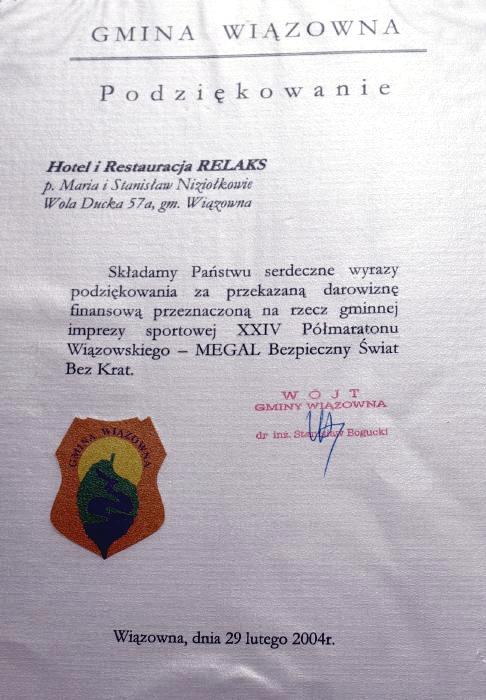 GMINA WIĄZOWNA
Podziękowanie
Hotel i Restauracja RELAKS
p. Maria i Stanisław Niziołkowie
Wola Ducka 57a, gm. Wiązowna
Składamy Państwu serdeczne wyrazy
podziękowania za przekazaną darowiznę
finansową przeznaczoną na rzecz gminnej
imprezy sportowej XXIV Półmaratonu
Wiązowskiego – MEGAL Bezpieczny Świat
Bez Krat.
WÓJT
GMINY WIĄZOWNA
dr inż. Stanisław Bogucki
GMINA WIĄZOWNA
Wiązowna, dnia 29 lutego 2004r.